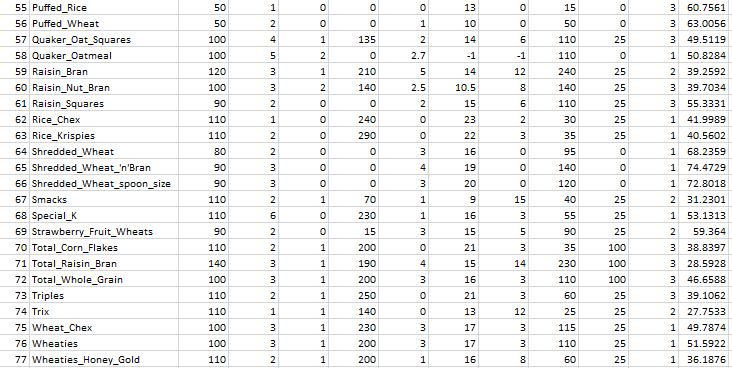 55 Puffed_Rice 50 1 0 0 0 13 0 15 0 3 60.7561
56 Puffed_Wheat 50 2 0 0 1 10 0 50 0 3 63.0056
57 Quaker_Oat_Squares 100 4 1 135 2 14 6 110 25 3 49.5119
58 Quaker_Oatmeal 100 5 2 0 2.7 -1 -1 110 0 1 50.8284
59 Raisin_Bran 120 3 1 210 5 14 12 240 25 2 39.2592
60 Raisin_Nut_Bran 100 3 2 140 2.5 10.5 8 140 25 3 39.7034
61 Raisin_Squares 90 2 0 0 2 15 6 110 25 3 55.3331
62 Rice_Chex 110 1 0 240 0 23 2 30 25 1 41.9989
63 Rice_Krispies 110 2 0 290 0 22 3 35 25 1 40.5602
64 Shredded_Wheat 80 2 0 0 3 16 0 95 0 1 68.2359
65 Shredded_Wheat_'n'Bran 90 3 0 0 4 19 0 140 0 1 74.4729
66 Shredded_Wheat_spoon_size 90 3 0 0 3 20 0 120 0 1 72.8018
67 Smacks 110 2 1 70 1 9 15 40 25 2 31.2301
68 Special_K 110 6 0 230 1 16 3 55 25 1 53.1313
69 Strawberry_Fruit_Wheats 90 2 0 15 3 15 5 90 25 2 59.364
70 Total_Corn_Flakes 110 2 1 200 0 21 3 35 100 3 38.8397
71 Total_Raisin_Bran 140 3 1 190 4 15 14 230 100 3 28.5928
72 Total_Whole_Grain 100 3 1 200 3 16 3 110 100 3 46.6588
73 Triples 110 2 1 250 0 21 3 60 25 3 39.1062
74 Trix 110 1 1 140 0 13 12 25 25 2 27.7533
75 Wheat_Chex 100 3 1 230 3 17 3 115 25 1 49.7874
76 Wheaties 100 3 1 200 3 17 3 110 25 1 51.5922
77 Wheaties_Honey_Gold 110 2 1 200 1 16 8 60 25 1 36.1876